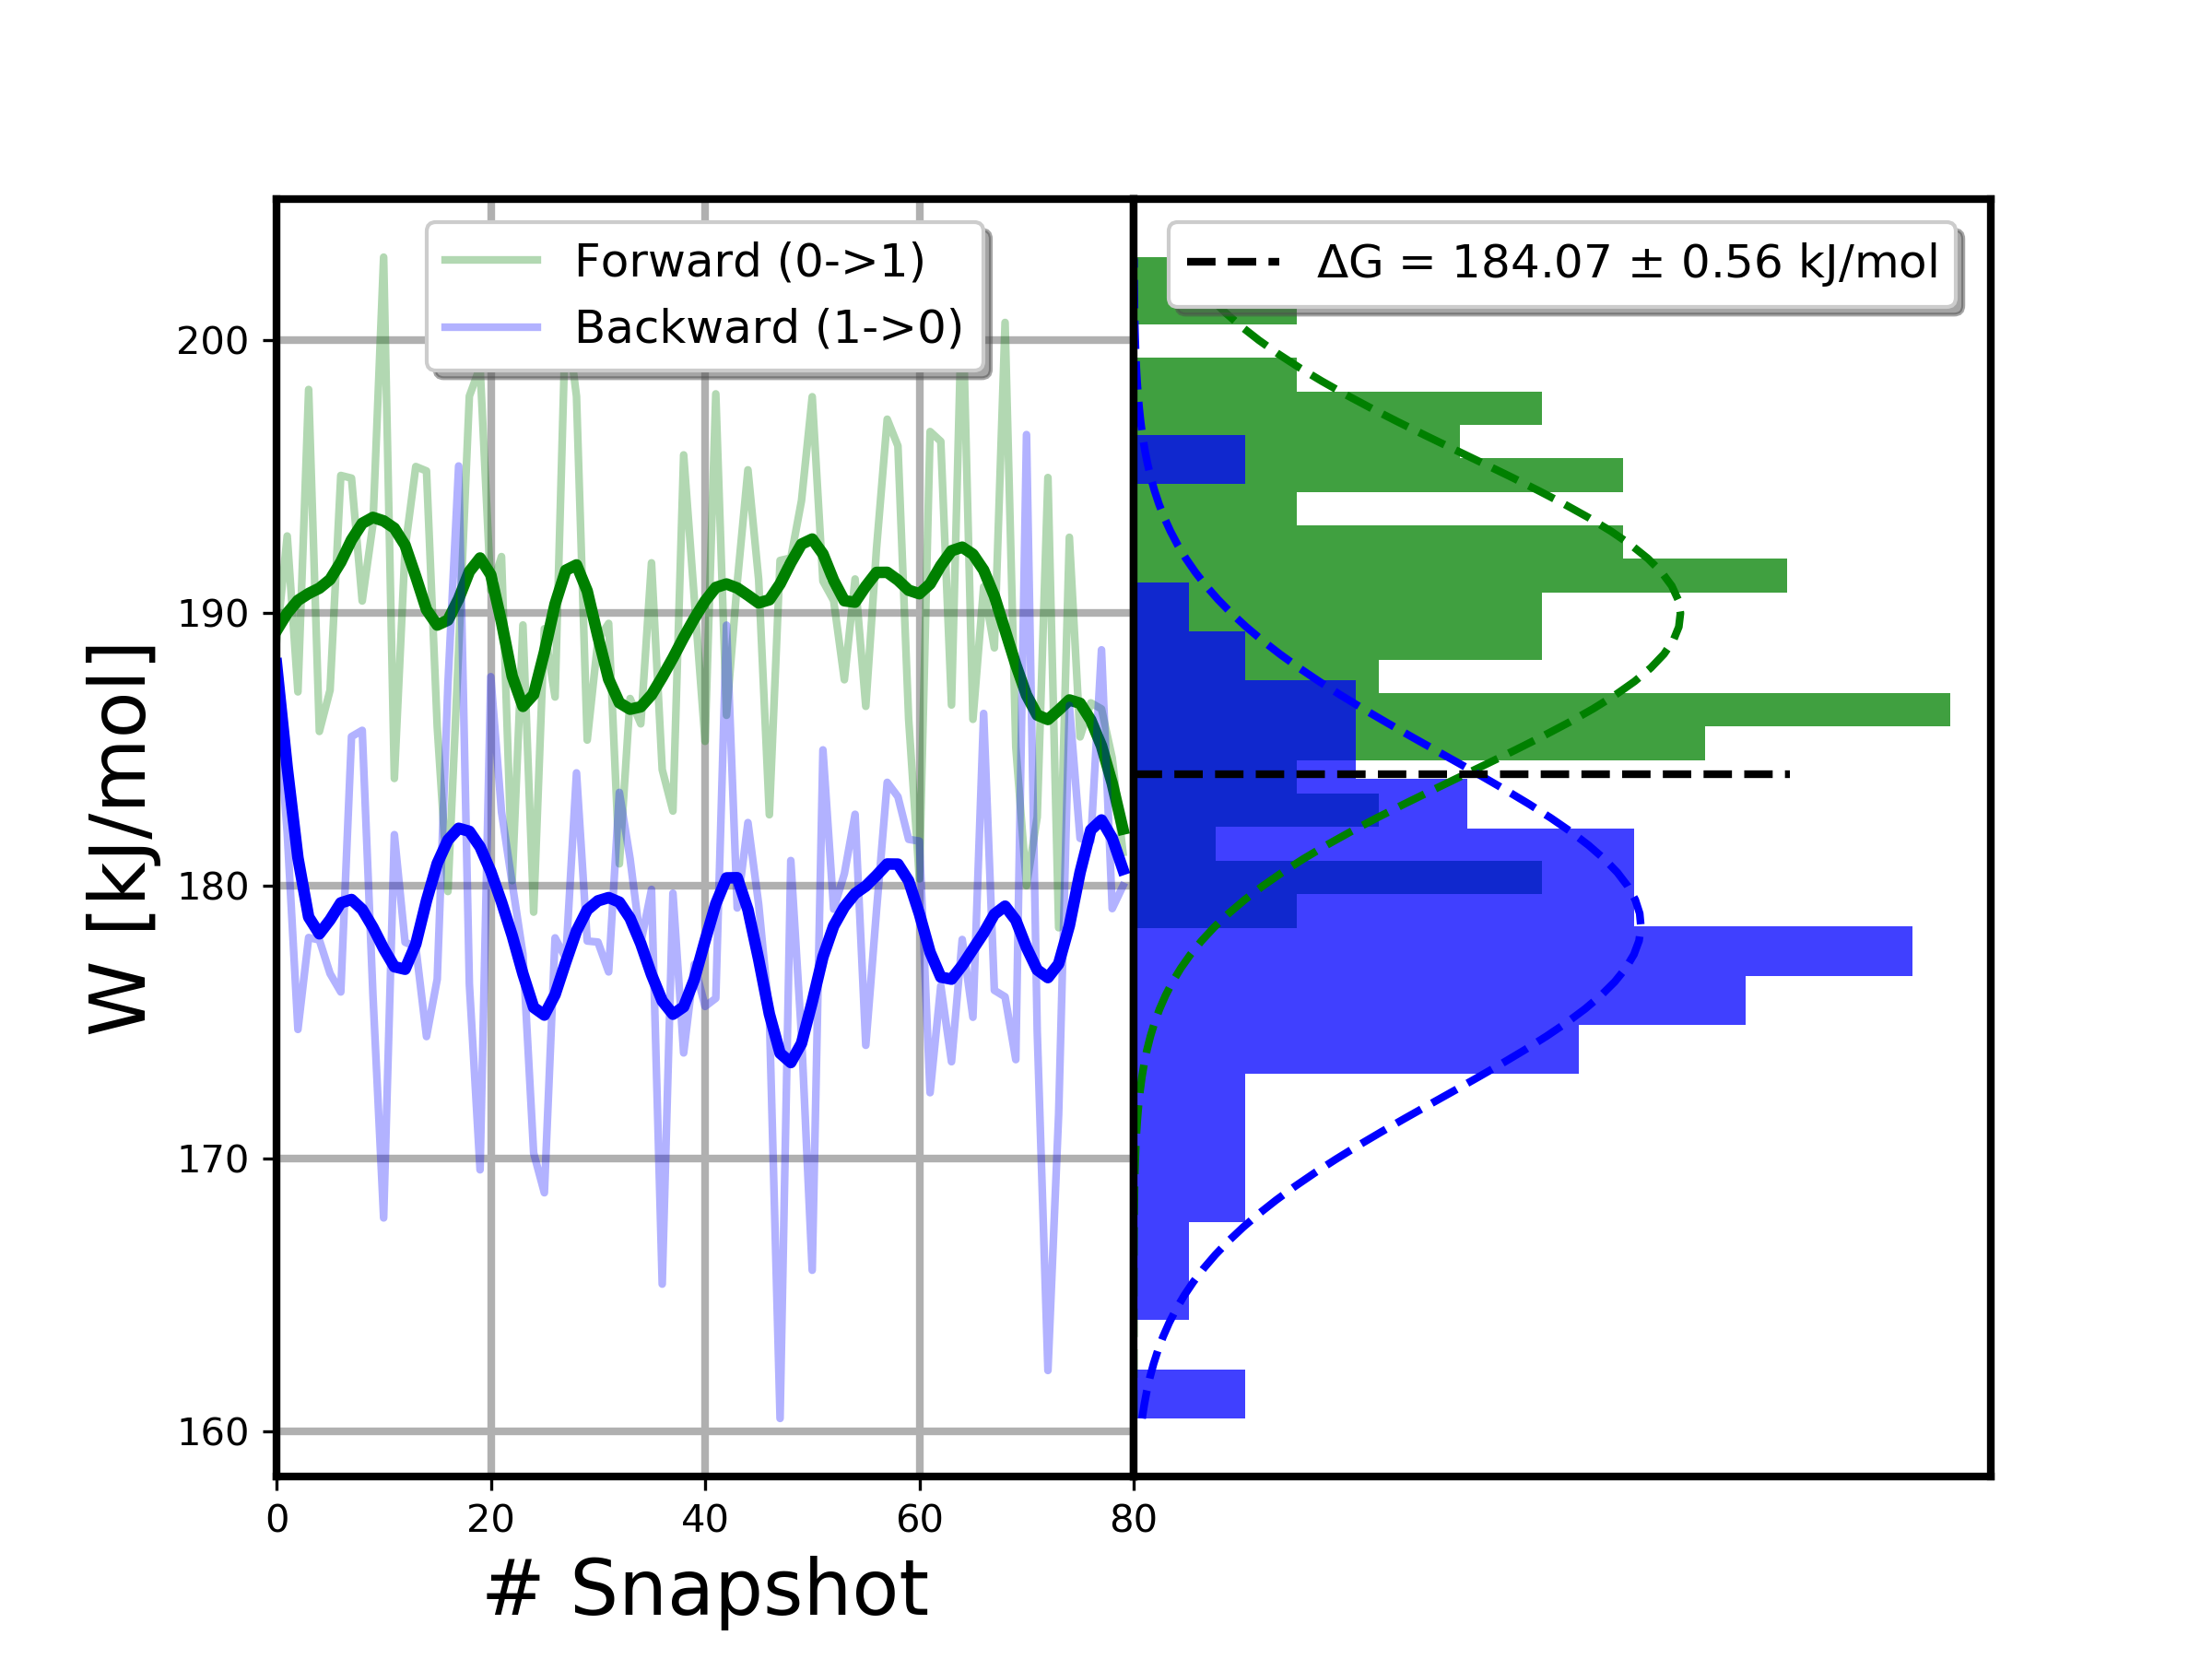 Forward (0->1)
Backward (1->0)
ΔG = 184.07 ± 0.56 kJ/mol
W [kJ/mol]
200
190
180
170
160
0 20 40 60 80
# Snapshot